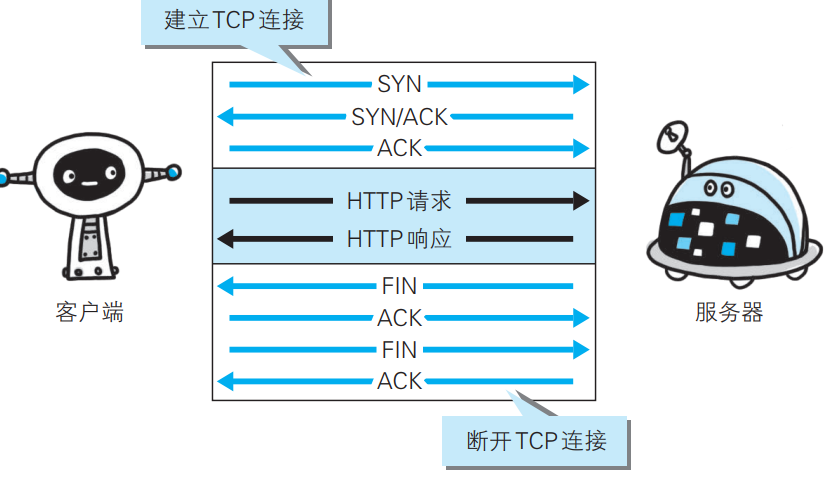 建立TCP连接
SYN
SYN/ACK
ACK
HTTP请求
HTTP响应
FIN
ACK
FIN
ACK
客户端
服务器
断开TCP连接